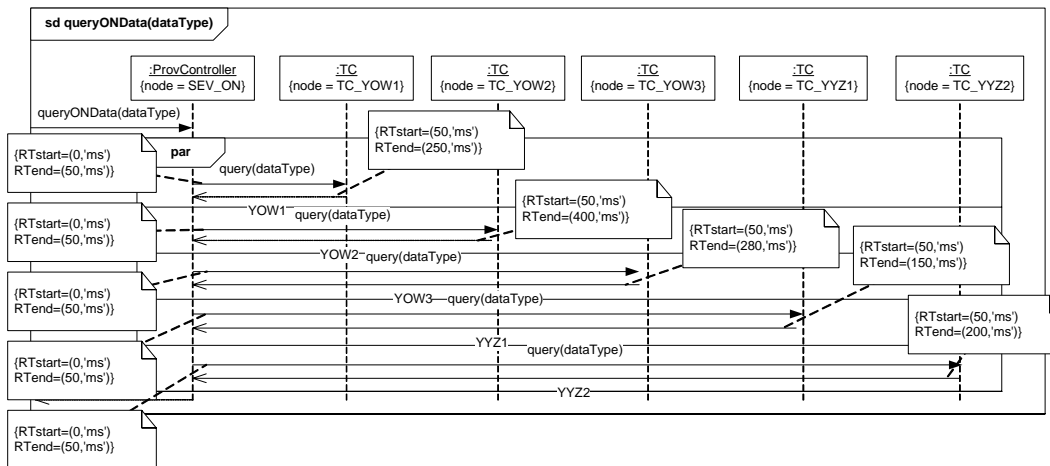 sd queryONData(dataType)
:ProvController
{node = SEV_ON}
:TC
{node = TC_YOW1}
:TC
{node = TC_YOW2}
:TC
{node = TC_YOW3}
:TC
{node = TC_YYZ1}
:TC
{node = TC_YYZ2}
queryONData(dataType)
{RTstart=(0,'ms')
RTend=(50,'ms')}
par
query(dataType)
{RTstart=(50,'ms')
RTend=(250,'ms')}
YOW1
query(dataType)
{RTstart=(50,'ms')
RTend=(400,'ms')}
{RTstart=(0,'ms')
RTend=(50,'ms')}
YOW2
query(dataType)
{RTstart=(50,'ms')
RTend=(280,'ms')}
{RTstart=(50,'ms')
RTend=(150,'ms')}
{RTstart=(0,'ms')
RTend=(50,'ms')}
YOW3
query(dataType)
{RTstart=(50,'ms')
RTend=(200,'ms')}
YYZ1
query(dataType)
{RTstart=(0,'ms')
RTend=(50,'ms')}
YYZ2
{RTstart=(0,'ms')
RTend=(50,'ms')}